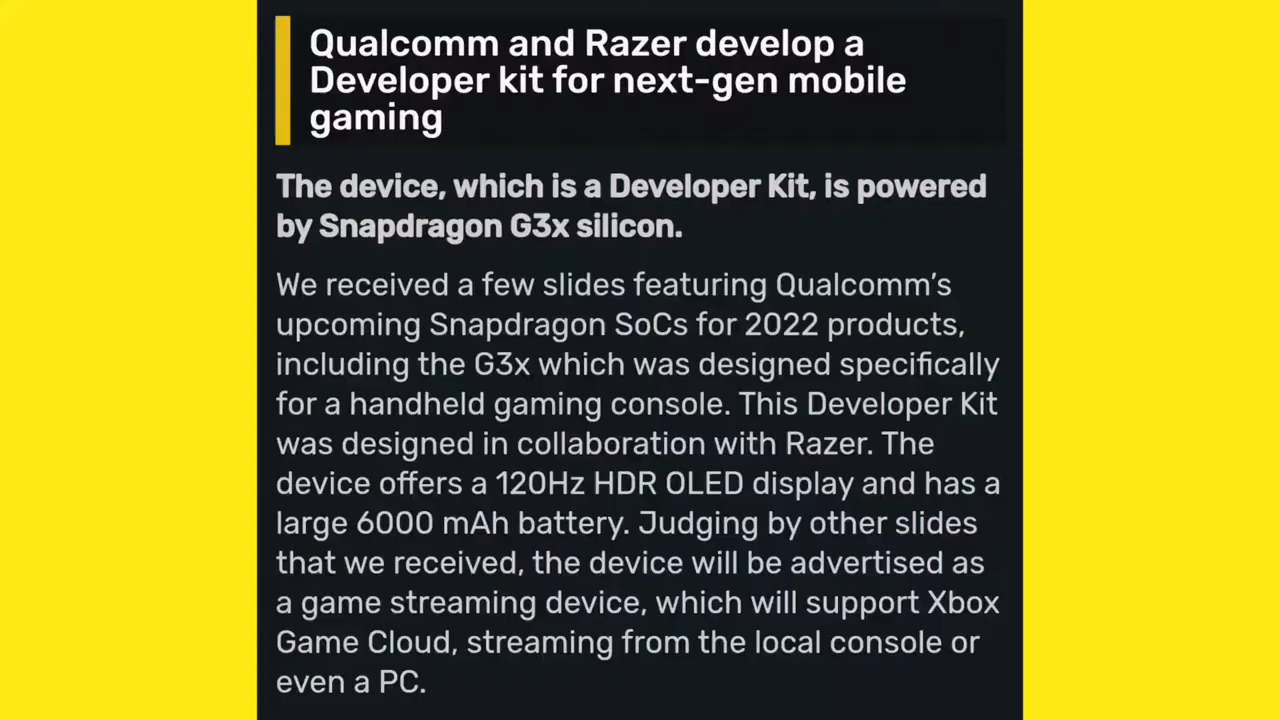 Qualcomm and Razer develop a
Developer kit for next-gen mobile
gaming
The device, which is a Developer Kit, is powered
by Snapdragon G3x silicon.
We received a few slides featuring Qualcomm’s
upcoming Snapdragon SoCs for 2022 products,
including the G3x which was designed specifically
for a handheld gaming console. This Developer Kit
was designed in collaboration with Razer. The
device offers a 120Hz HDR OLED display and has a
large 6000 mAh battery. Judging by other slides
that we received, the device will be advertised as
a game streaming device, which will support Xbox
Game Cloud, streaming from the local console or
even a PC.